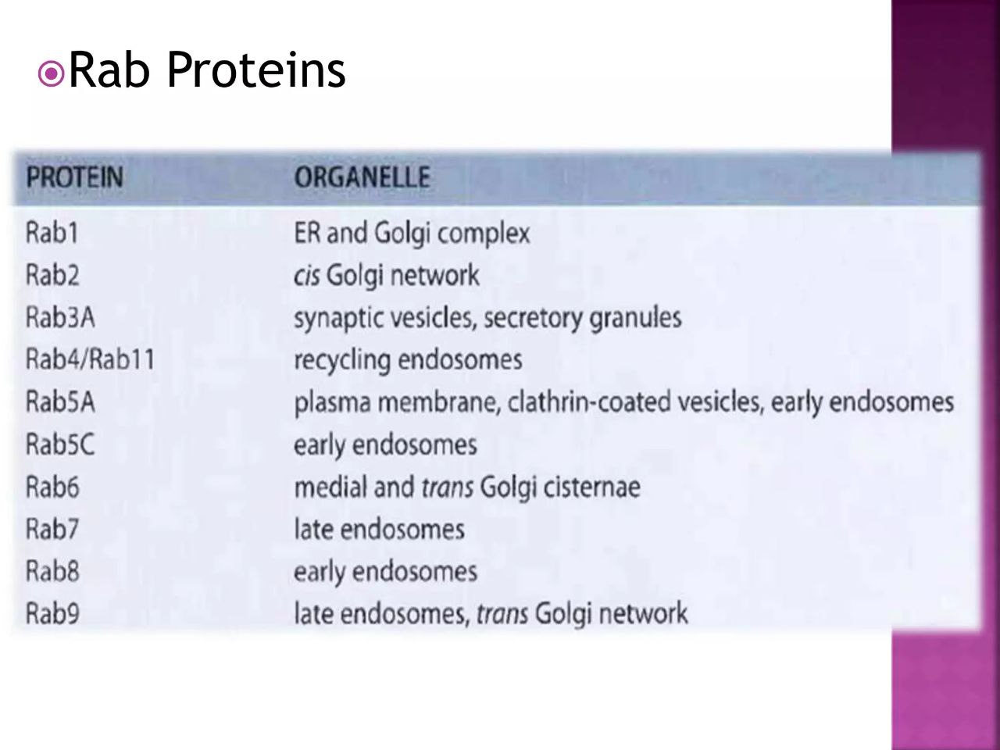 Rab Proteins
PROTEIN ORGANELLE
Rab1 ER and Golgi complex
Rab2 cis Golgi network
Rab3A synaptic vesicles, secretory granules
Rab4/Rab11 recycling endosomes
Rab5A plasma membrane, clathrin-coated vesicles, early endosomes
Rab5C early endosomes
Rab6 medial and trans Golgi cisternae
Rab7 late endosomes
Rab8 early endosomes
Rab9 late endosomes, trans Golgi network